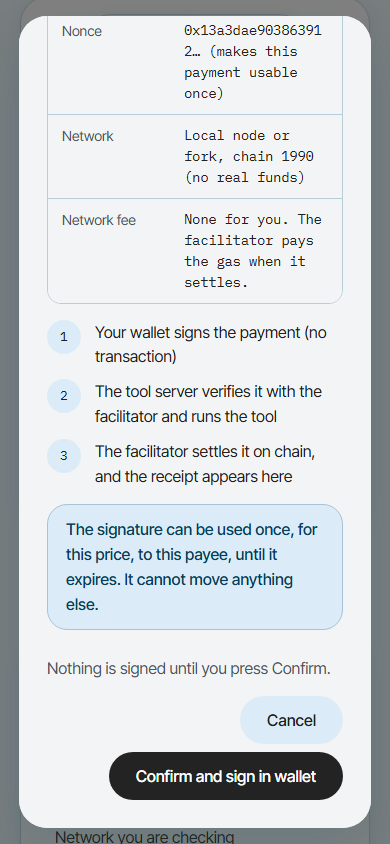 Nonce
0x13a3dae90386391
2… (makes this
payment usable
once)
Network
Local node or
fork, chain 1990
(no real funds)
Network fee
None for you. The
facilitator pays
the gas when it
settles.
1
Your wallet signs the payment (no
transaction)
2
The tool server verifies it with the
facilitator and runs the tool
3
The facilitator settles it on chain,
and the receipt appears here
The signature can be used once, for
this price, to this payee, until it
expires. It cannot move anything
else.
Nothing is signed until you press Confirm.
Cancel
Confirm and sign in wallet
Network you are checking